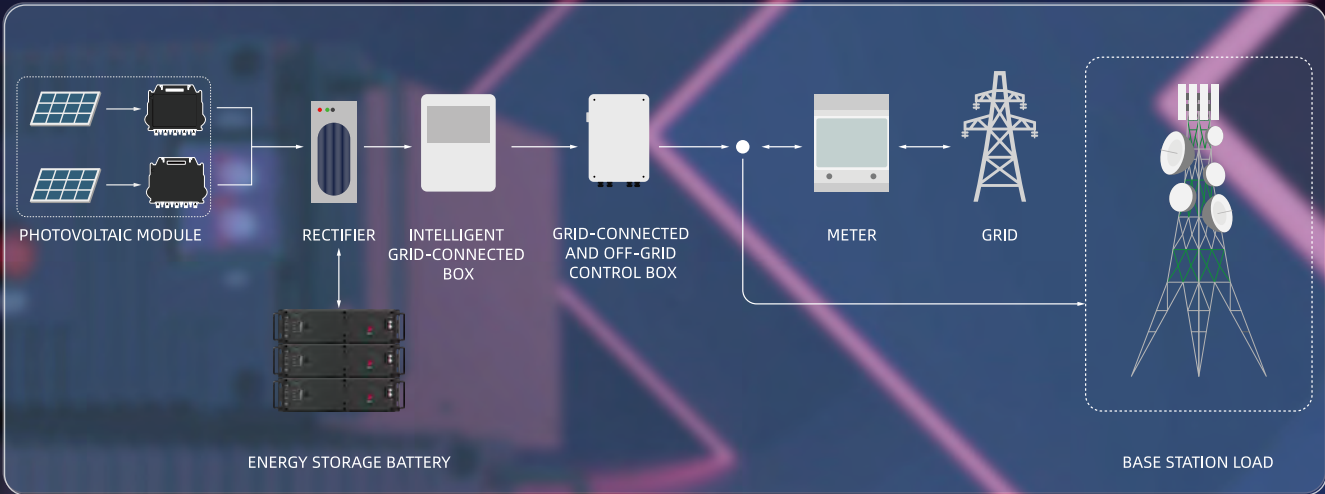 PHOTOVOLTAIC MODULE
RECTIFIER
INTELLIGENT
GRID-CONNECTED
BOX
GRID-CONNECTED
AND OFF-GRID
CONTROL BOX
METER
GRID
ENERGY STORAGE BATTERY
BASE STATION LOAD